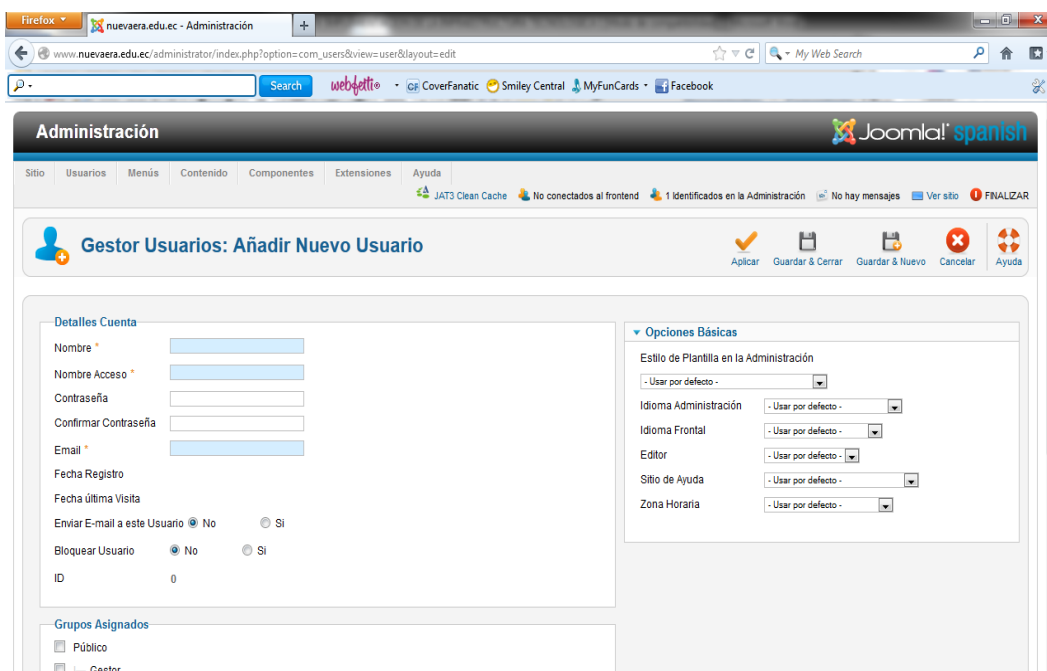 Firefox
nuevaera.edu.ec - Administración
www.nuevaera.edu.ec/administrator/index.php?option=com_users&view=user&layout=edit
My Web Search
Search webfetti CF CoverFanatic Smiley Central MyFunCards Facebook
Administración
Joomla! spanish
Sitio Usuarios Menús Contenido Componentes Extensiones Ayuda
JAT3 Clean Cache No conectados al frontend 1 Identificados en la Administración No hay mensajes Ver sitio FINALIZAR
Gestor Usuarios: Añadir Nuevo Usuario
Aplicar Guardar & Cerrar Guardar & Nuevo Cancelar Ayuda
Detalles Cuenta
Nombre *
Nombre Acceso *
Contraseña
Confirmar Contraseña
Email *
Fecha Registro
Fecha última Visita
Enviar E-mail a este Usuario No Si
Bloquear Usuario No Si
ID 0
Grupos Asignados
Público
Gestor
Opciones Básicas
Estilo de Plantilla en la Administración
- Usar por defecto -
Idioma Administración - Usar por defecto -
Idioma Frontal - Usar por defecto -
Editor - Usar por defecto -
Sitio de Ayuda - Usar por defecto -
Zona Horaria - Usar por defecto -